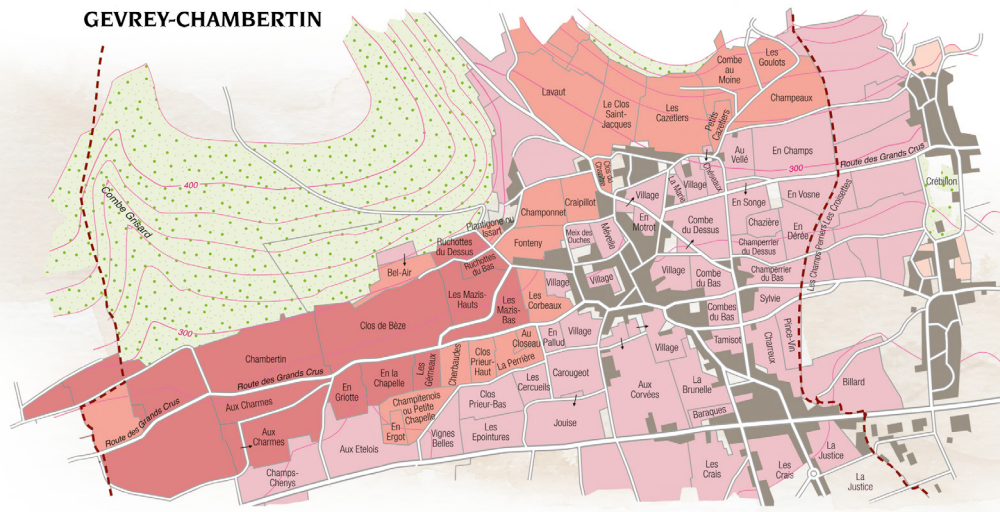 GEVREY-CHAMBERTIN
Combe Grisard
400
300
300
Lavaut
Le Clos
Saint-
Jacques
Les
Cazetiers
Combe
au
Moine
Les
Goulots
Petits
Cazetiers
Champeaux
Clos du
Chapitre
Village
La Marie
Village
Chéseaux
Au
Vellé
En Champs
Route des Grands Crus
Crébillon
Plantigone ou
Issart
Champonnet
Craipillot
En
Motrot
Combe
du Dessus
En Songe
En Vosne
Chazière
En
Dérée
Les Champs Perriers
Les Croisettes
Ruchottes
du Dessus
Ruchottes
du Bas
Fonteny
Meix des
Ouches
Mévelle
Champerrier
du Dessus
Bel-Air
Village
Village
Village
Combe
du Bas
Champerrier
du Bas
Les Mazis-
Hauts
Les
Mazis-
Bas
Les
Corbeaux
Combes
du Bas
Sylvie
Clos de Bèze
Au
Closeau
En
Pallud
Village
Village
Tamisot
Charraux
Pince-Vin
Chambertin
Route des Grands Crus
En la
Chapelle
Les
Gémeaux
Cherbaudes
Clos
Prieur-
Haut
La Perrière
En
Griotte
Les
Cercueils
Carougeot
Aux
Corvées
La
Brunelle
Billard
Route des Grands Crus
Aux Charmes
Champitenois
ou Petite
Chapelle
Clos
Prieur-Bas
Baraques
Aux
Charmes
En
Ergot
Aux Etelois
Vignes
Belles
Les
Epointures
Jouise
Champs-
Chenys
Les
Crais
Les
Crais
La
Justice
La
Justice